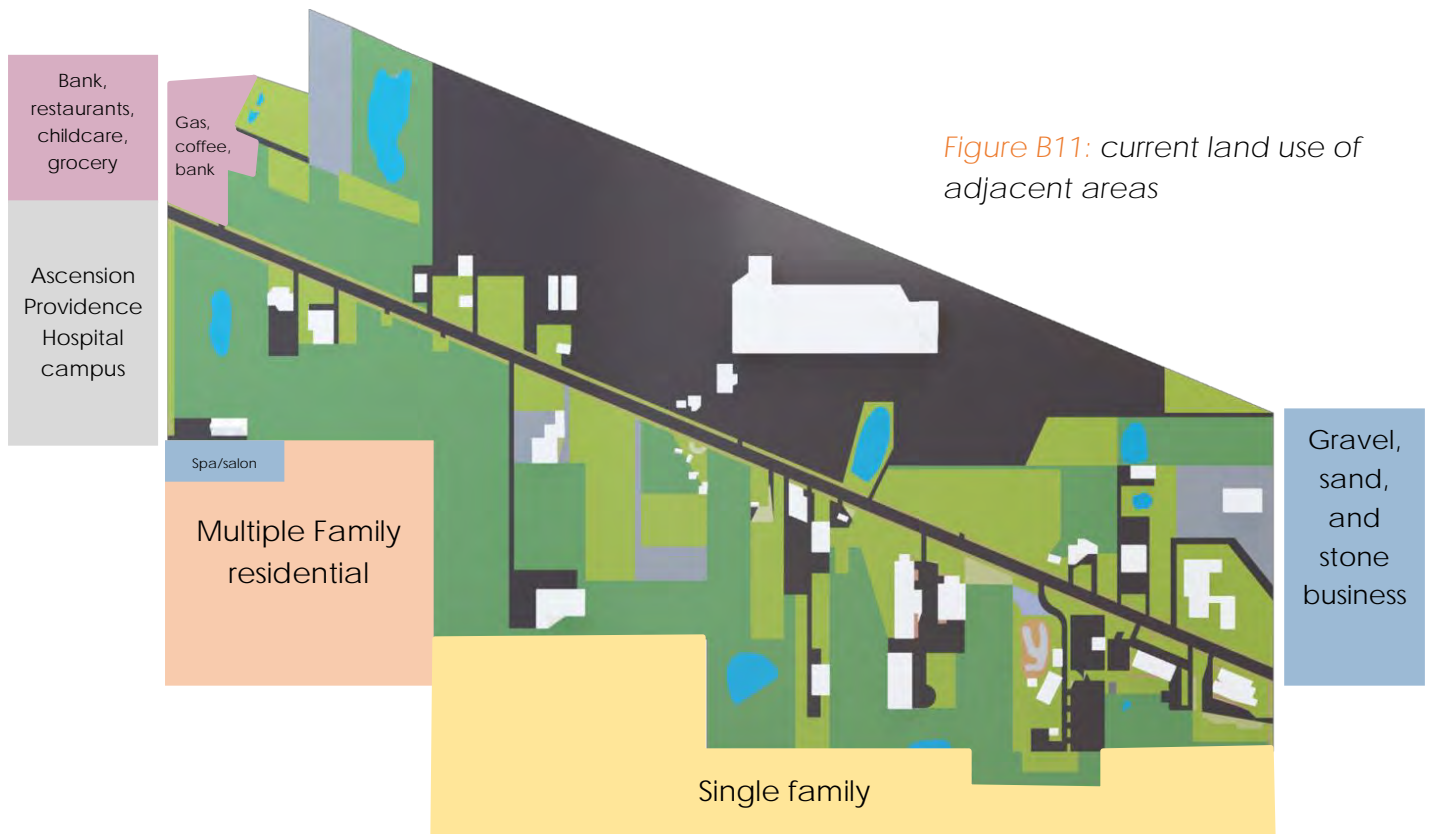 Bank,
restaurants,
childcare,
grocery
Gas,
coffee,
bank
Figure B11: current land use of
adjacent areas
Ascension
Providence
Hospital
campus
Spa/salon
Multiple Family
residential
Gravel,
sand,
and
stone
business
Single family